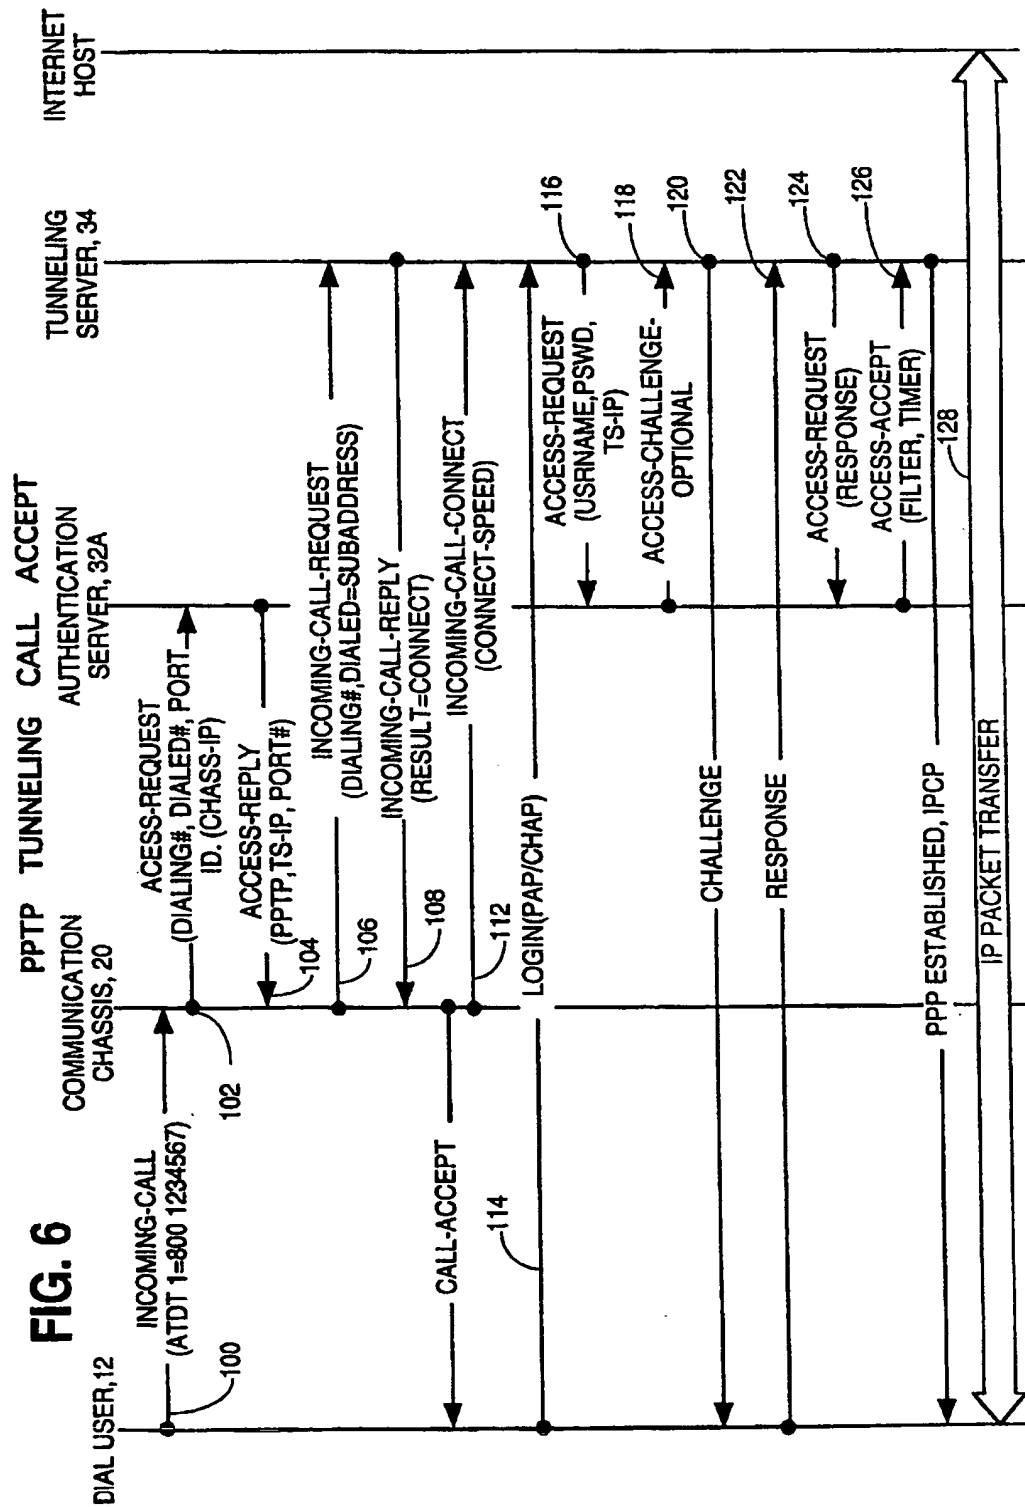 FIG. 6
PPTP TUNNELING CALL ACCEPT
DIAL USER,12
COMMUNICATION
CHASSIS, 20
AUTHENTICATION
SERVER, 32A
TUNNELING
SERVER, 34
INTERNET
HOST
INCOMING-CALL
(ATDT 1=800 1234567)
100
102
ACESS-REQUEST
(DIALING#, DIALED#, PORT
ID. (CHASS-IP)
ACCESS-REPLY
(PPTP,TS-IP, PORT#)
104
INCOMING-CALL-REQUEST
(DIALING#,DIALED=SUBADDRESS)
106
INCOMING-CALL-REPLY
(RESULT=CONNECT)
108
CALL-ACCEPT
INCOMING-CALL-CONNECT
(CONNECT-SPEED)
112
LOGIN(PAP/CHAP)
114
ACCESS-REQUEST
(USRNAME,PSWD,
TS-IP)
116
ACCESS-CHALLENGE-
OPTIONAL
118
CHALLENGE
120
RESPONSE
122
ACCESS-REQUEST
(RESPONSE)
124
ACCESS-ACCEPT
(FILTER, TIMER)
126
PPP ESTABLISHED, IPCP
IP PACKET TRANSFER
128